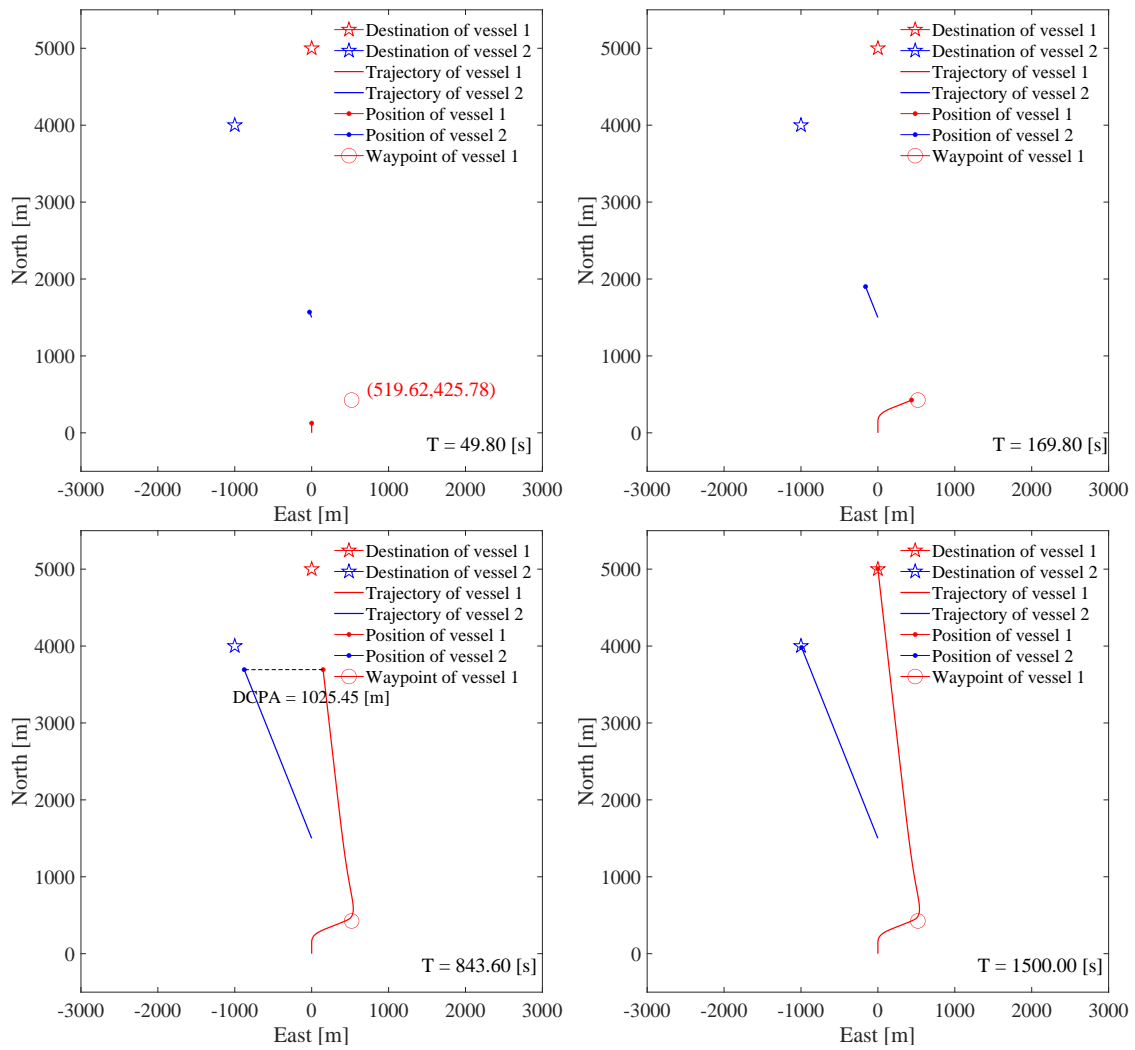 5000
4000
3000
2000
1000
0
North [m]
Destination of vessel 1
Destination of vessel 2
Trajectory of vessel 1
Trajectory of vessel 2
Position of vessel 1
Position of vessel 2
Waypoint of vessel 1
(519.62,425.78)
T = 49.80 [s]
-3000 -2000 -1000 0 1000 2000 3000
East [m]
5000
4000
3000
2000
1000
0
North [m]
Destination of vessel 1
Destination of vessel 2
Trajectory of vessel 1
Trajectory of vessel 2
Position of vessel 1
Position of vessel 2
Waypoint of vessel 1
T = 169.80 [s]
-3000 -2000 -1000 0 1000 2000 3000
East [m]
5000
4000
3000
2000
1000
0
North [m]
Destination of vessel 1
Destination of vessel 2
Trajectory of vessel 1
Trajectory of vessel 2
Position of vessel 1
Position of vessel 2
Waypoint of vessel 1
DCPA = 1025.45 [m]
T = 843.60 [s]
-3000 -2000 -1000 0 1000 2000 3000
East [m]
5000
4000
3000
2000
1000
0
North [m]
Destination of vessel 1
Destination of vessel 2
Trajectory of vessel 1
Trajectory of vessel 2
Position of vessel 1
Position of vessel 2
Waypoint of vessel 1
T = 1500.00 [s]
-3000 -2000 -1000 0 1000 2000 3000
East [m]